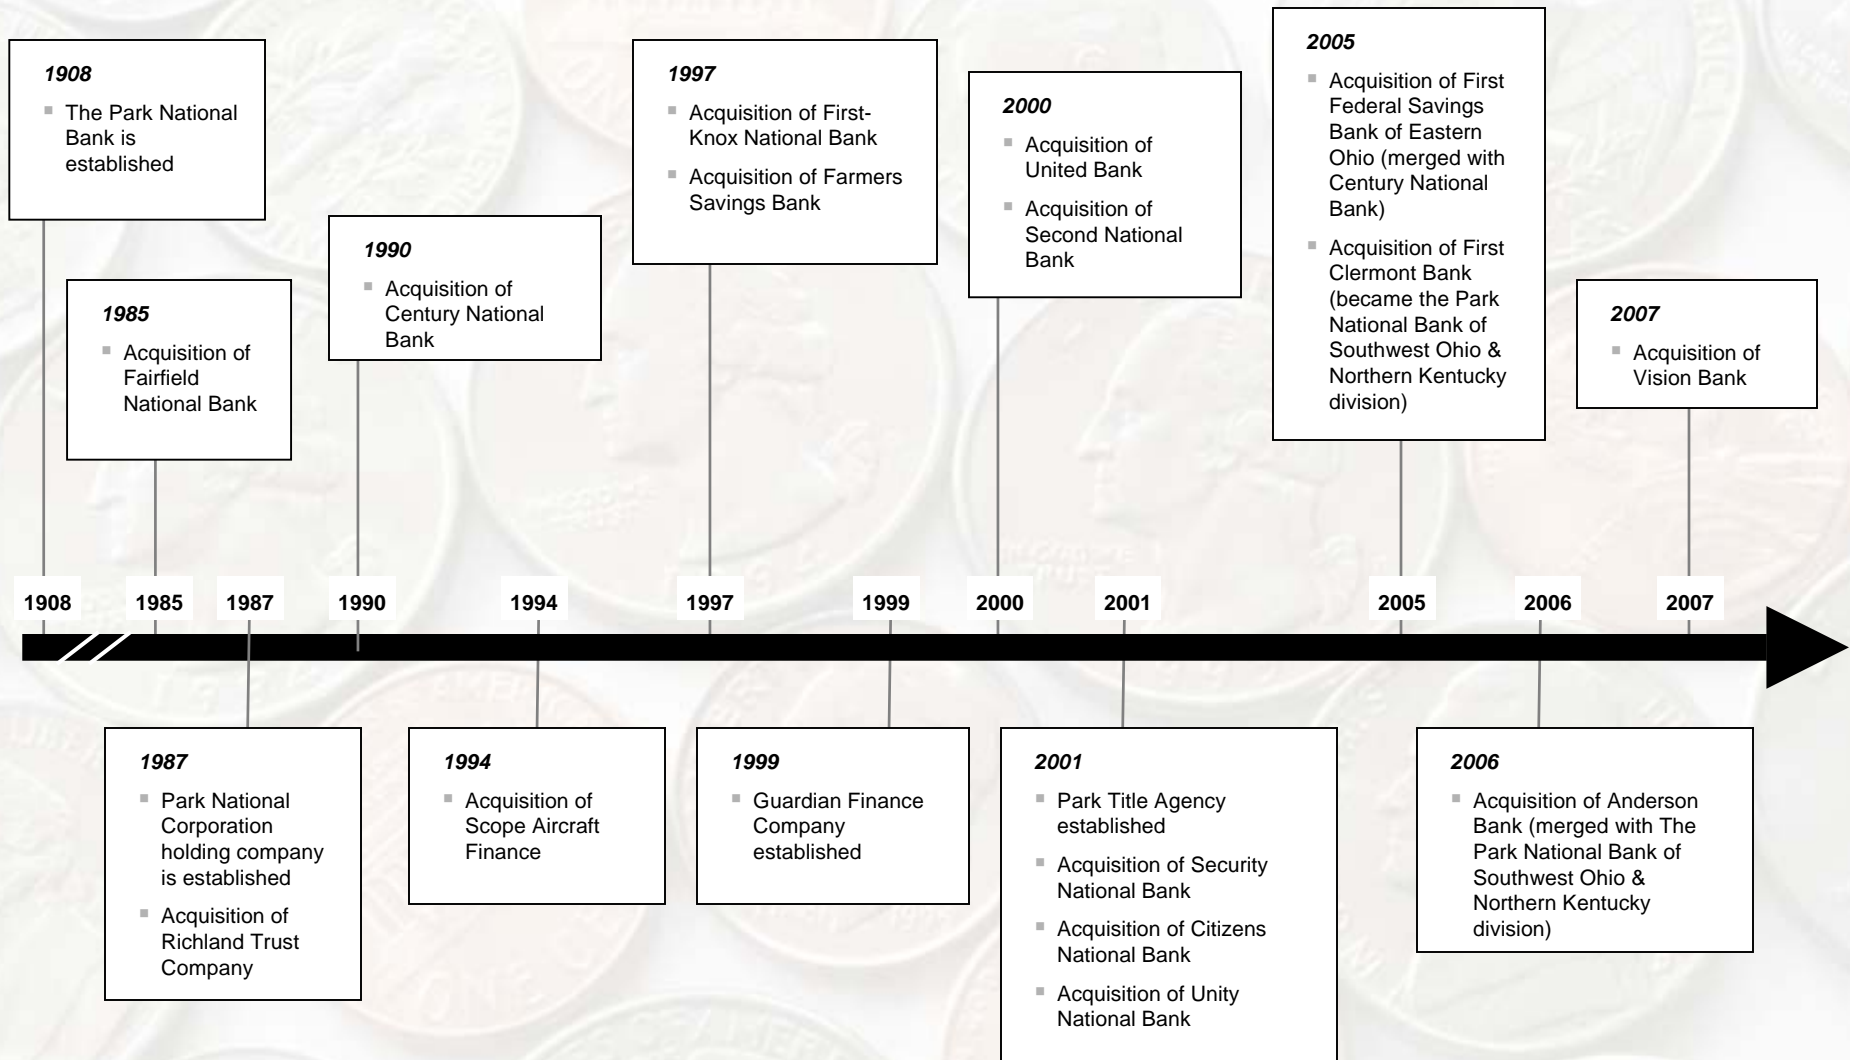 1908
▪ The Park National
Bank is
established
1985
▪ Acquisition of
Fairfield
National Bank
1990
▪ Acquisition of
Century National
Bank
1997
▪ Acquisition of First-
Knox National Bank
▪ Acquisition of Farmers
Savings Bank
2000
▪ Acquisition of
United Bank
▪ Acquisition of
Second National
Bank
2005
▪ Acquisition of First
Federal Savings
Bank of Eastern
Ohio (merged with
Century National
Bank)
▪ Acquisition of First
Clermont Bank
(became the Park
National Bank of
Southwest Ohio &
Northern Kentucky
division)
2007
▪ Acquisition of
Vision Bank
1908 1985 1987 1990 1994 1997 1999 2000 2001 2005 2006 2007
1987
▪ Park National
Corporation
holding company
is established
▪ Acquisition of
Richland Trust
Company
1994
▪ Acquisition of
Scope Aircraft
Finance
1999
▪ Guardian Finance
Company
established
2001
▪ Park Title Agency
established
▪ Acquisition of Security
National Bank
▪ Acquisition of Citizens
National Bank
▪ Acquisition of Unity
National Bank
2006
▪ Acquisition of Anderson
Bank (merged with The
Park National Bank of
Southwest Ohio &
Northern Kentucky
division)